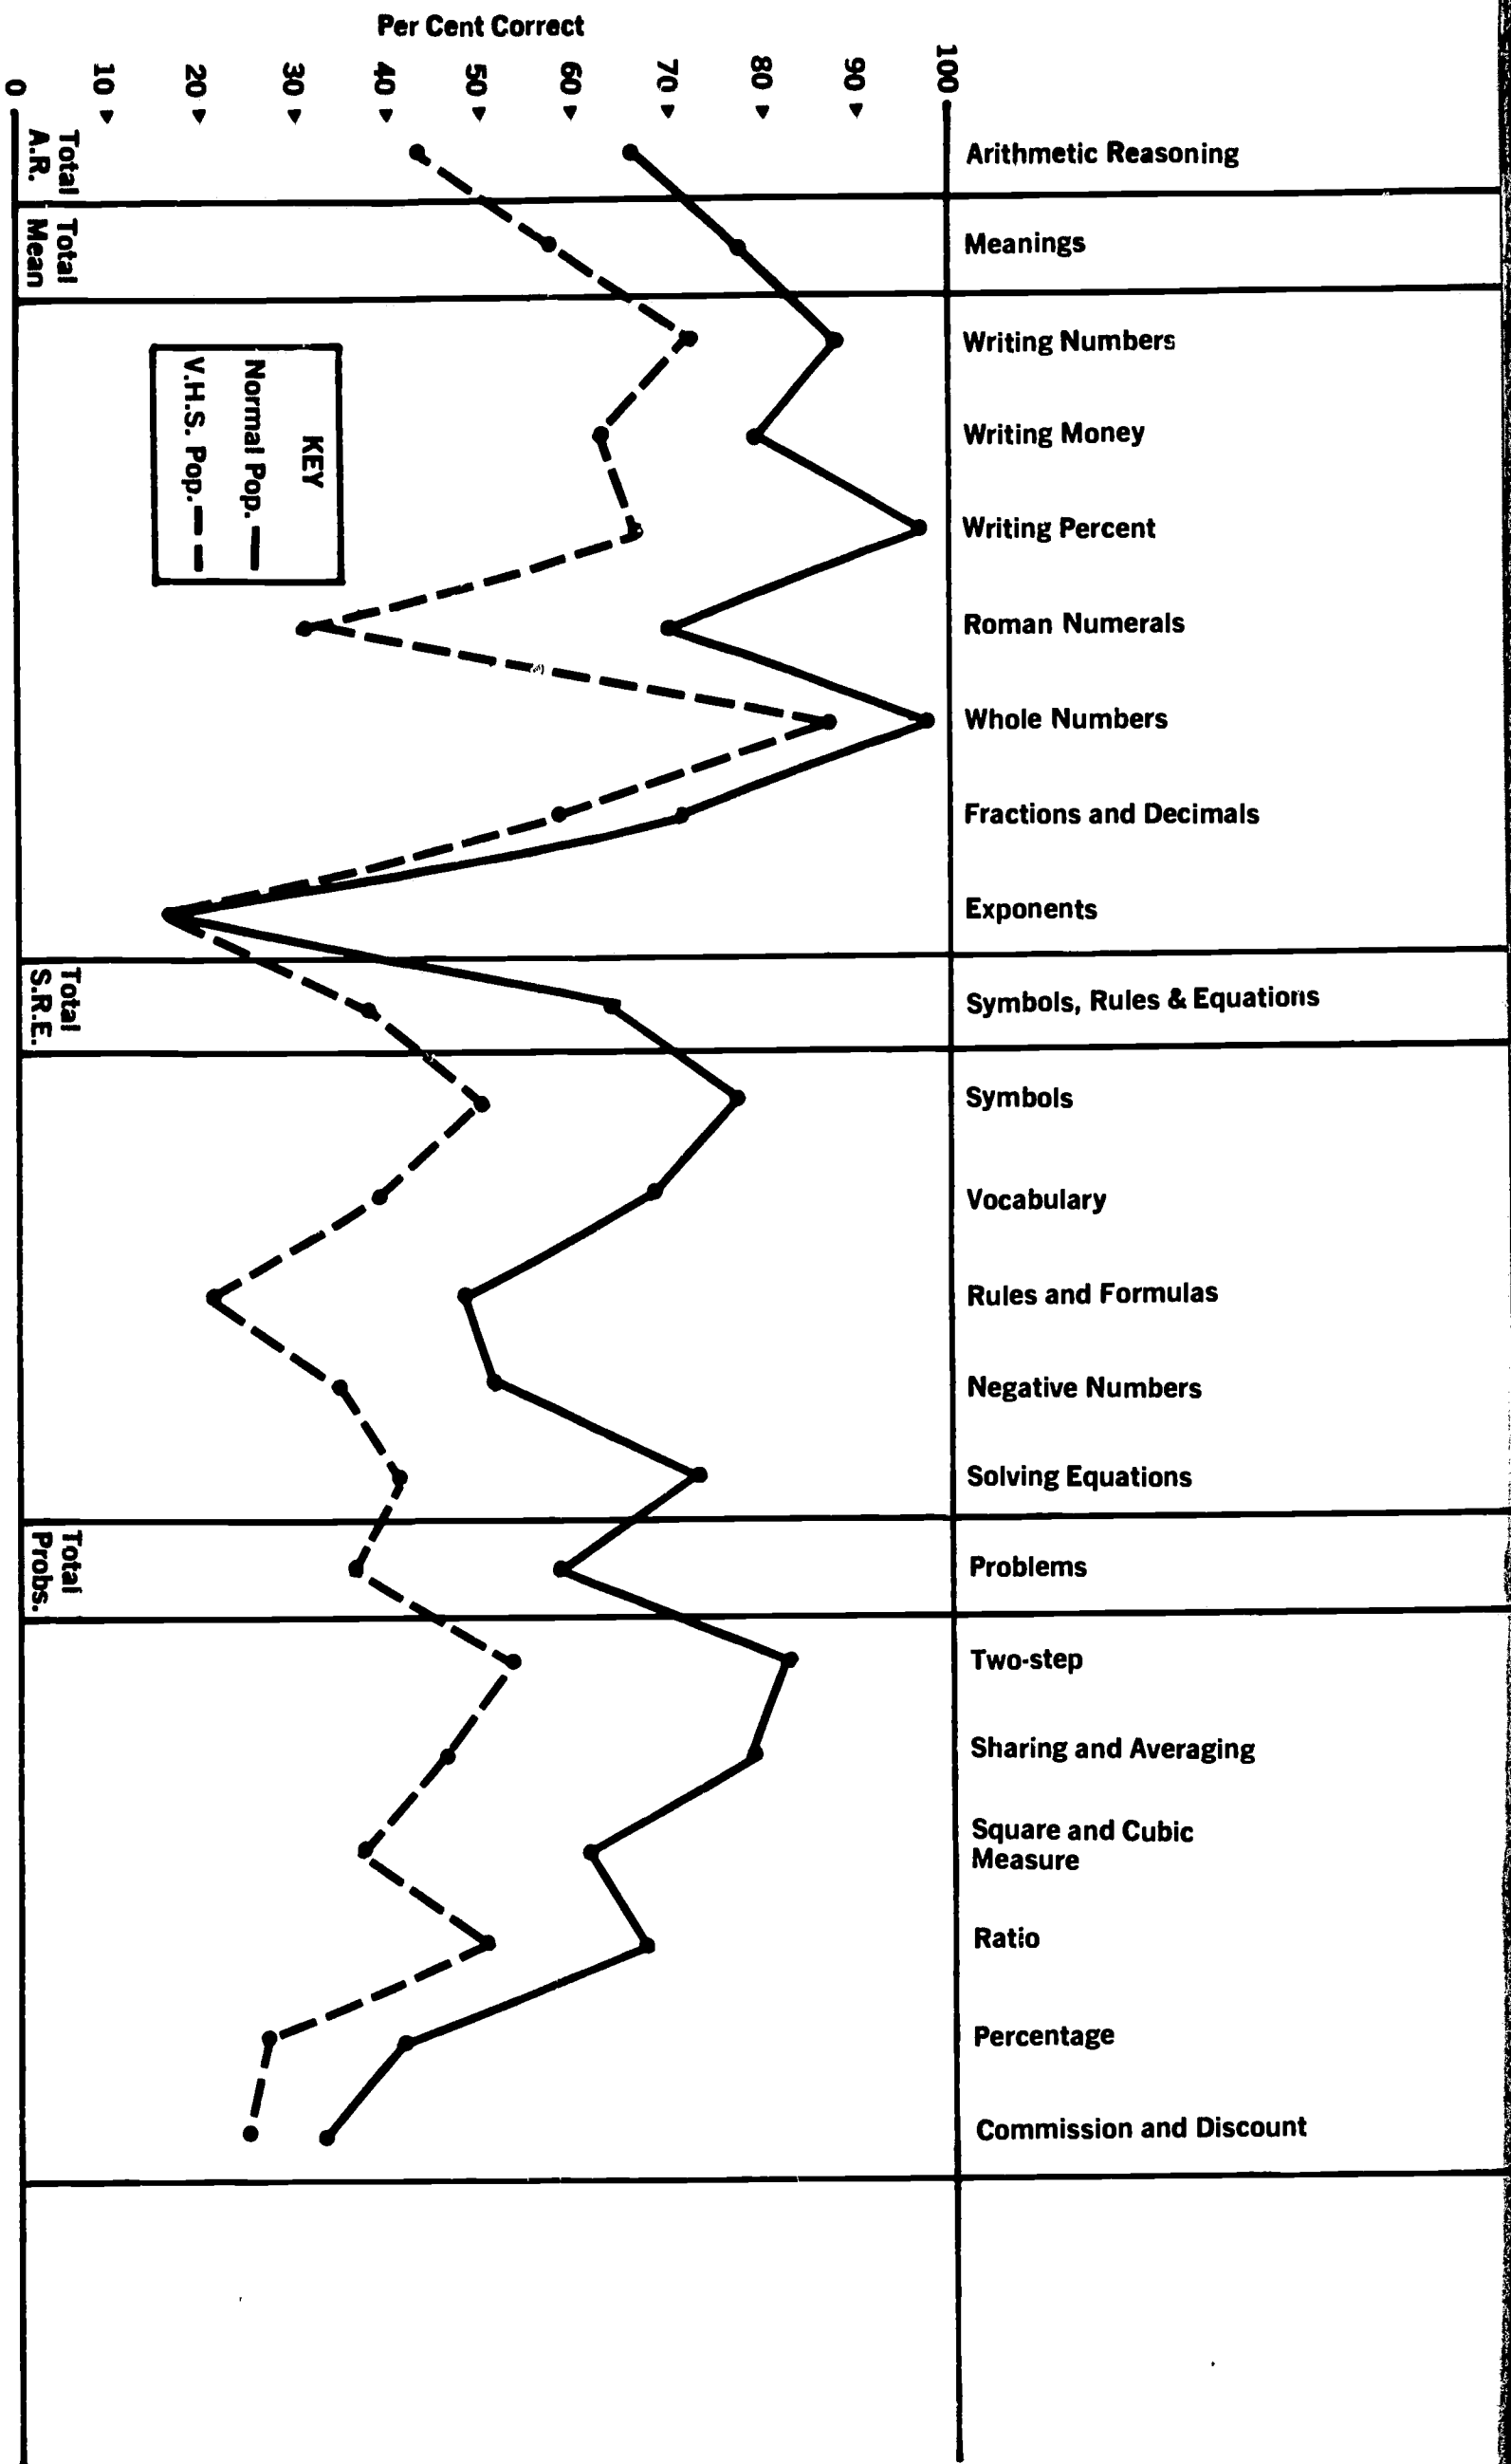 Per Cent Correct
0
10
20
30
40
50
60
70
80
90
100
Total
A.R.
Total
Mean
Total
S.R.E.
Total
Probs.
KEY
Normal Pop.
V.H.S. Pop.
Arithmetic Reasoning
Meanings
Writing Numbers
Writing Money
Writing Percent
Roman Numerals
Whole Numbers
Fractions and Decimals
Exponents
Symbols, Rules & Equations
Symbols
Vocabulary
Rules and Formulas
Negative Numbers
Solving Equations
Problems
Two-step
Sharing and Averaging
Square and Cubic
Measure
Ratio
Percentage
Commission and Discount